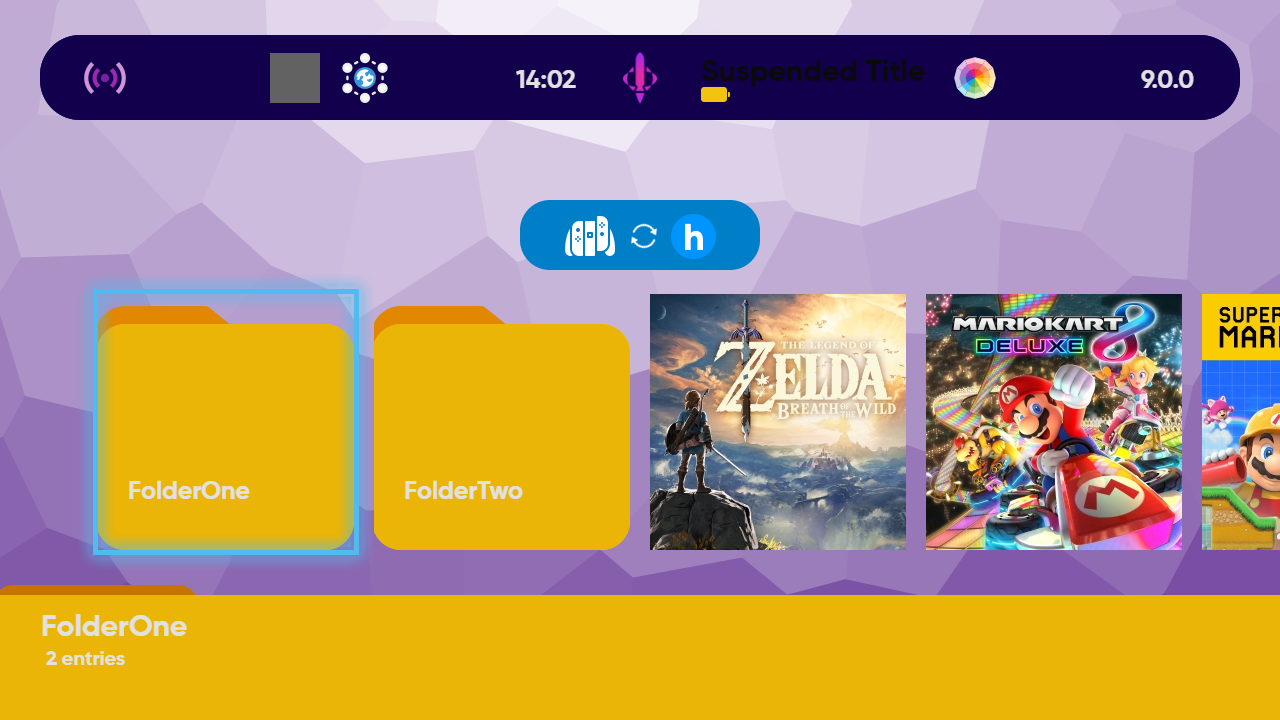 14:02
Suspended Title
9.0.0
h
FolderOne
FolderTwo
THE LEGEND OF
ZELDA
BREATH OF THE WILD
MARIOKART 8
DELUXE
M
M
SUPER
MAR
FolderOne
2 entries